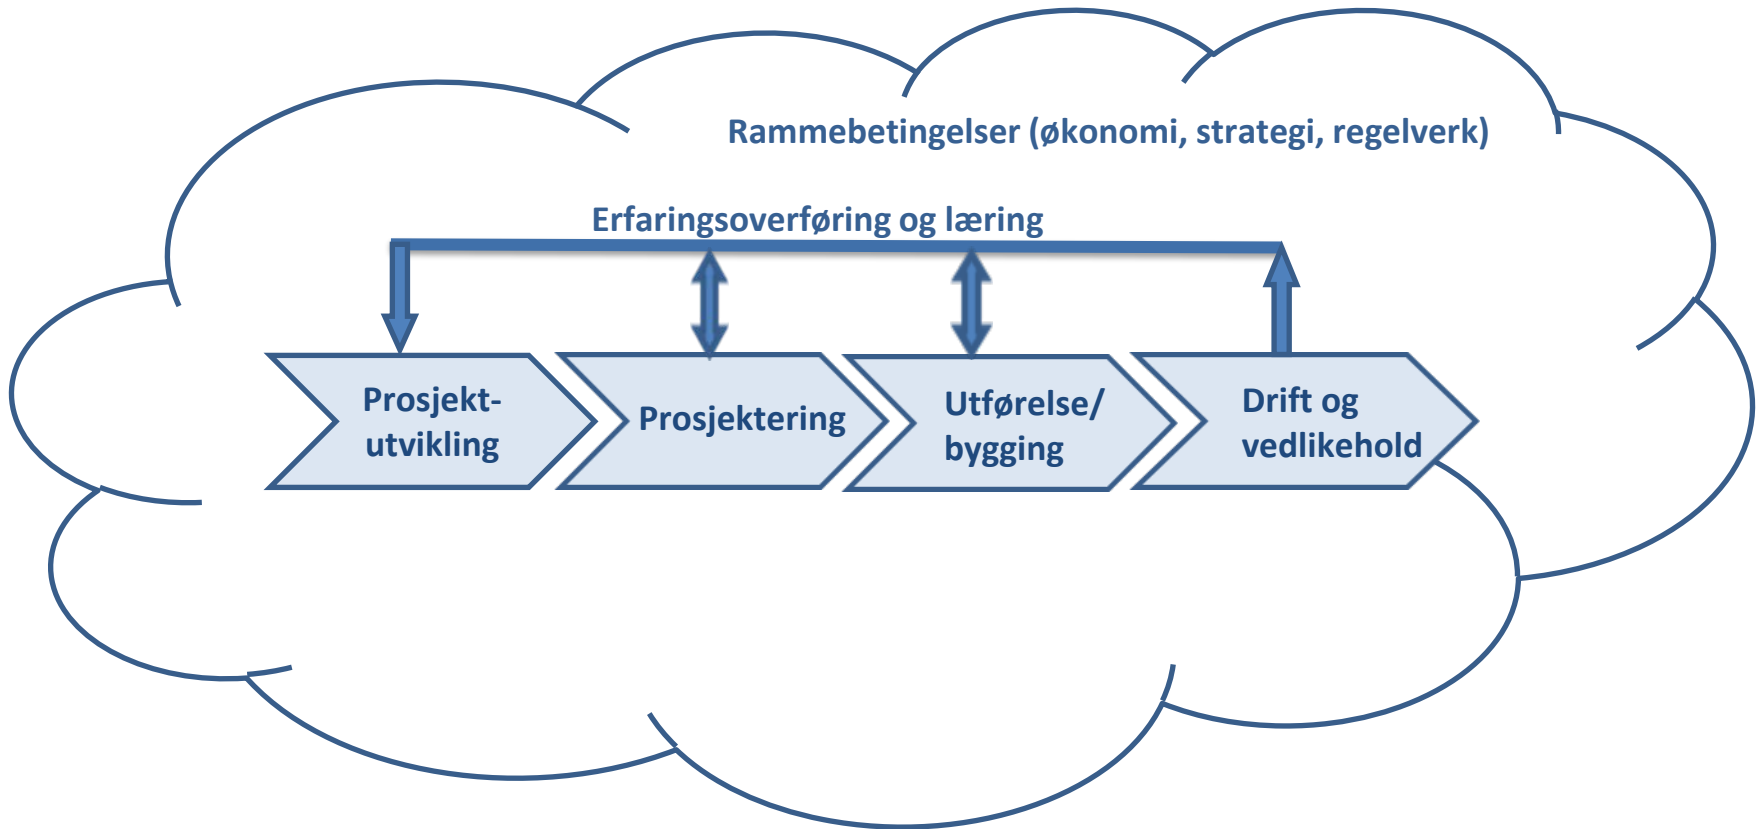 Rammebetingelser (økonomi, strategi, regelverk)
Erfaringsoverføring og læring
Prosjekt-
utvikling
Prosjektering
Utførelse/
bygging
Drift og
vedlikehold